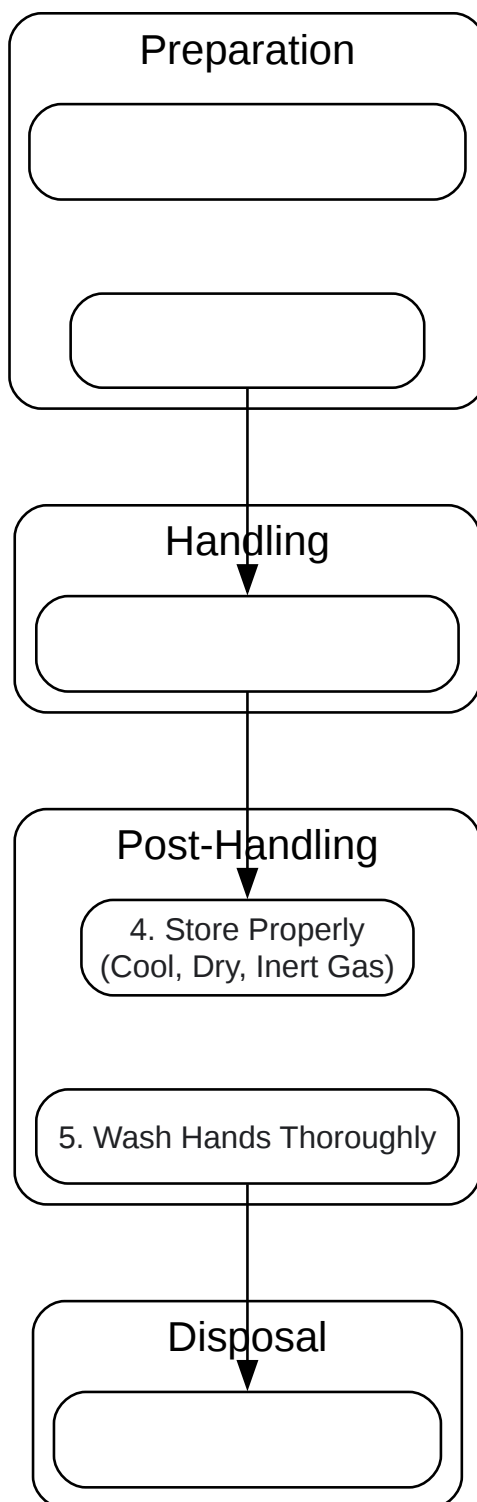 Preparation
Handling
Post-Handling
4. Store Properly
(Cool, Dry, Inert Gas)
5. Wash Hands Thoroughly
Disposal